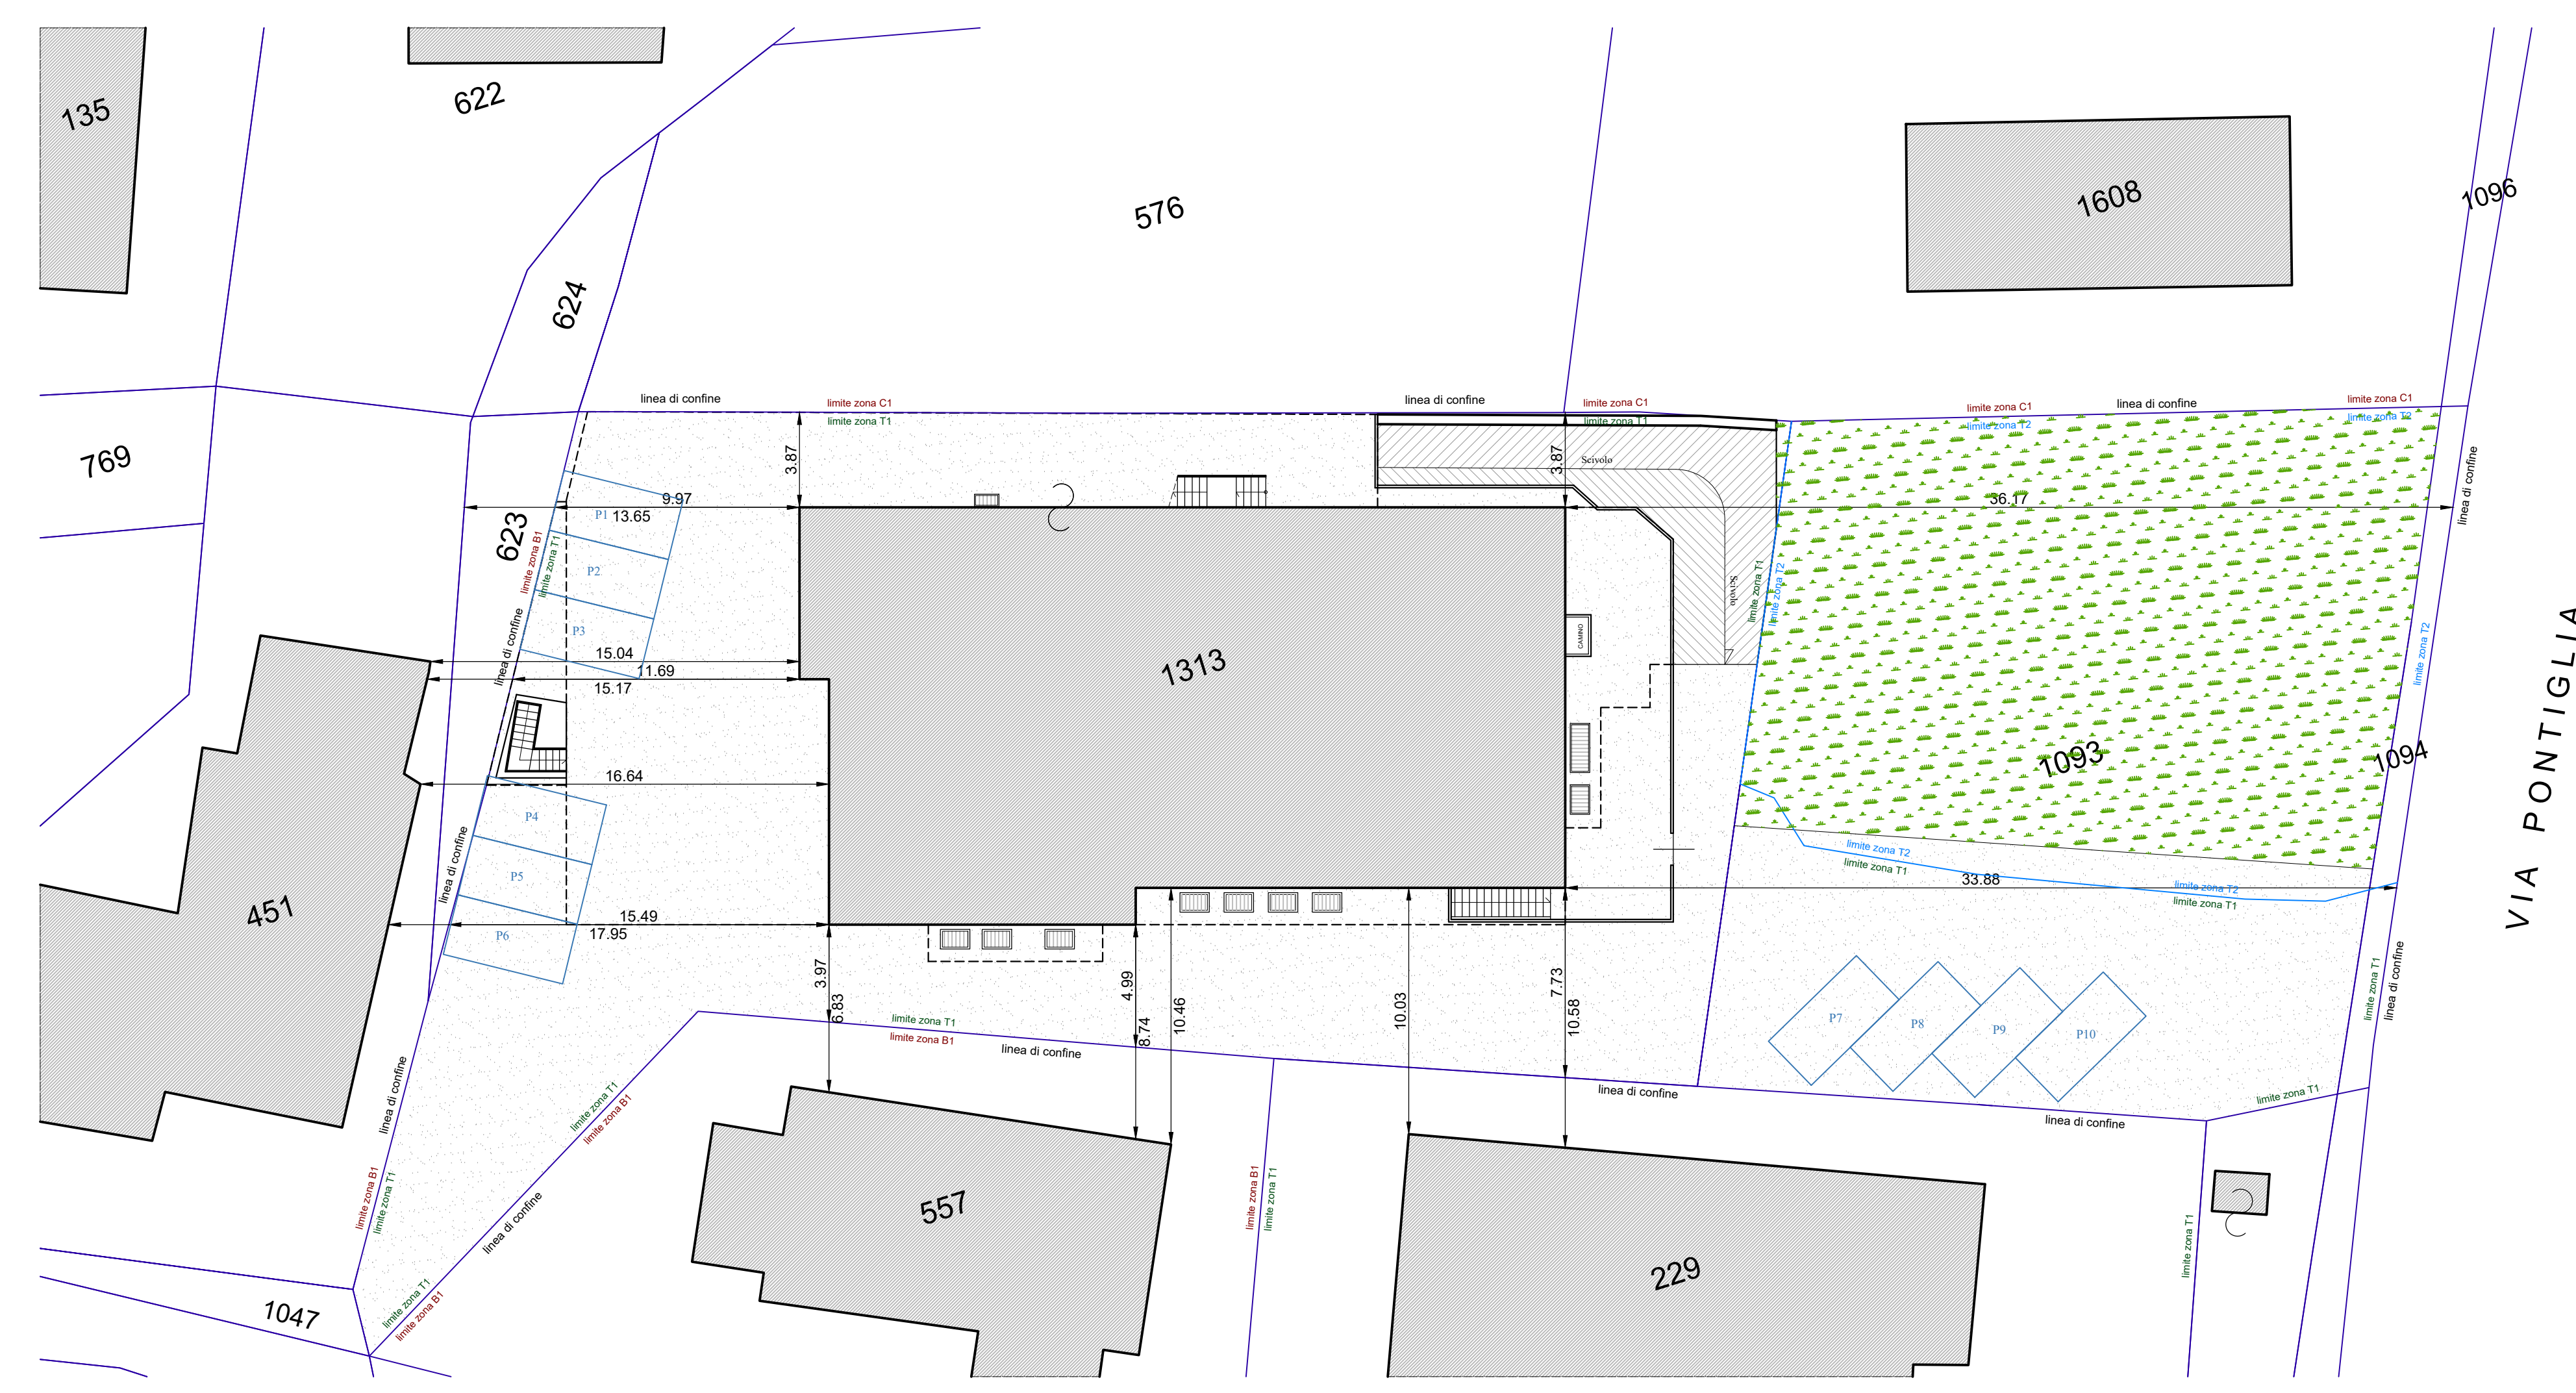 135
622
576
1608
1096
624
linea di confine
limite zona C1
limite zona T1
linea di confine
limite zona C1
limite zona T1
limite zona C1
limite zona T2
linea di confine
limite zona C1
limite zona T2
769
623
3.87
3.87
Scivolo
Scivolo
9.97
13.65
36.17
linea di confine
P1
P2
P3
limite zona B1
limite zona T1
linea di confine
limite zona T1
limite zona T2
CAMINO
limite zona T2
VIA PONTIGLIA
15.04
11.69
15.17
1313
16.64
1093
1094
P4
P5
P6
linea di confine
limite zona T2
limite zona T1
33.88
limite zona T2
limite zona T1
451
15.49
17.95
3.97
6.83
4.99
8.74
10.46
10.03
7.73
10.58
limite zona T1
linea di confine
P7
P8
P9
P10
limite zona T1
limite zona B1
linea di confine
linea di confine
linea di confine
limite zona T1
linea di confine
limite zona T1
limite zona B1
limite zona B1
limite zona T1
linea di confine
557
limite zona B1
limite zona T1
229
limite zona T1
1047
limite zona T1
limite zona B1